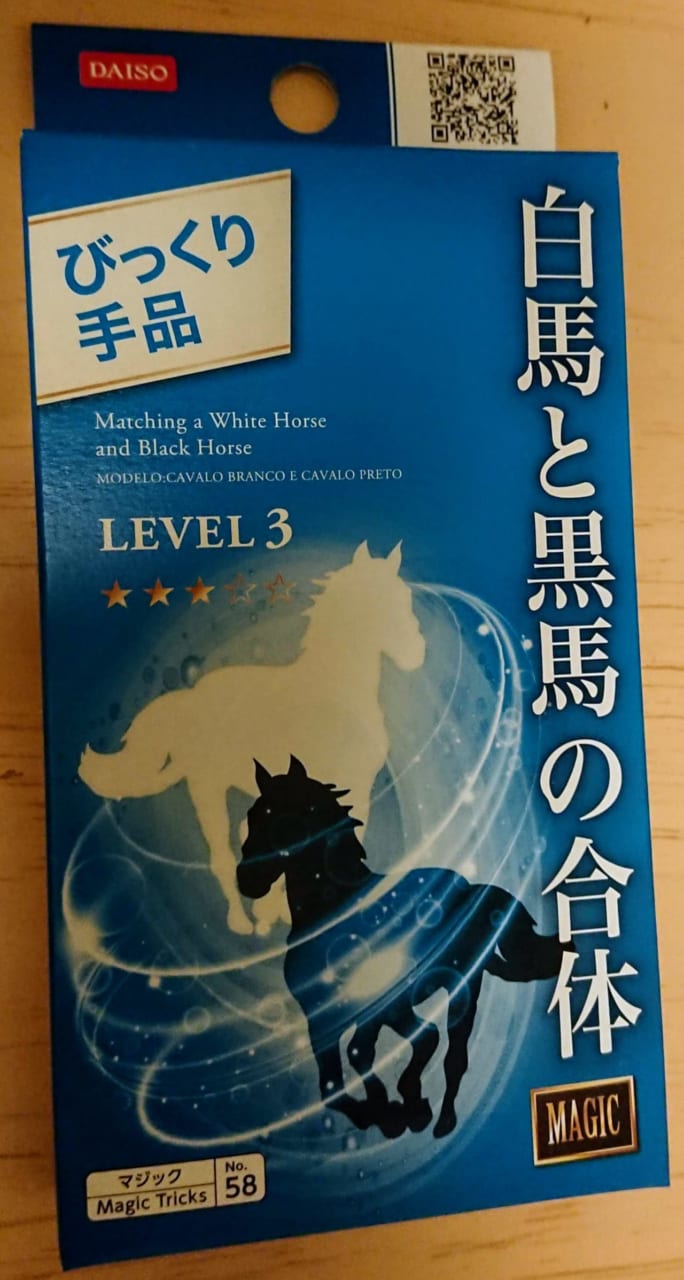 DAISO
びっくり
手品
Matching a White Horse
and Black Horse
MODELO:CAVALO BRANCO E CAVALO PRETO
LEVEL 3
白馬と黒馬の合体
MAGIC
マジック
Magic Tricks
No.
58